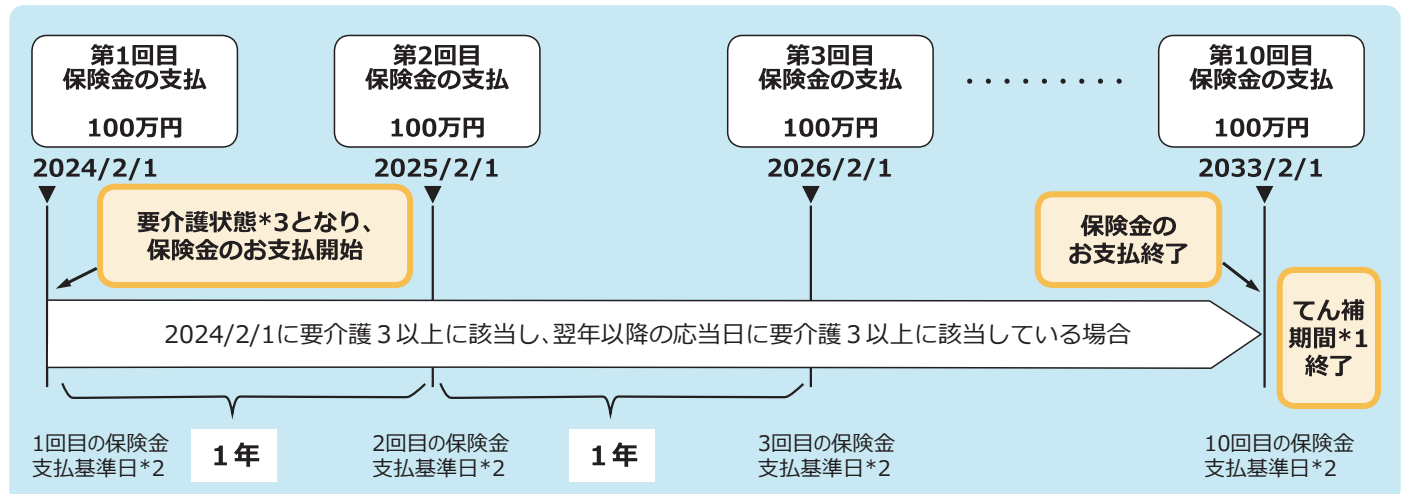 第1回目
保険金の支払
100万円
第2回目
保険金の支払
100万円
第3回目
保険金の支払
100万円
・・・・・・・・・
第10回目
保険金の支払
100万円
2024/2/1
2025/2/1
2026/2/1
2033/2/1
要介護状態*3となり、
保険金のお支払開始
保険金の
お支払終了
てん補
期間*1
終了
2024/2/1に要介護３以上に該当し、翌年以降の応当日に要介護３以上に該当している場合
1回目の保険金
支払基準日*2
１年
2回目の保険金
支払基準日*2
１年
3回目の保険金
支払基準日*2
10回目の保険金
支払基準日*2